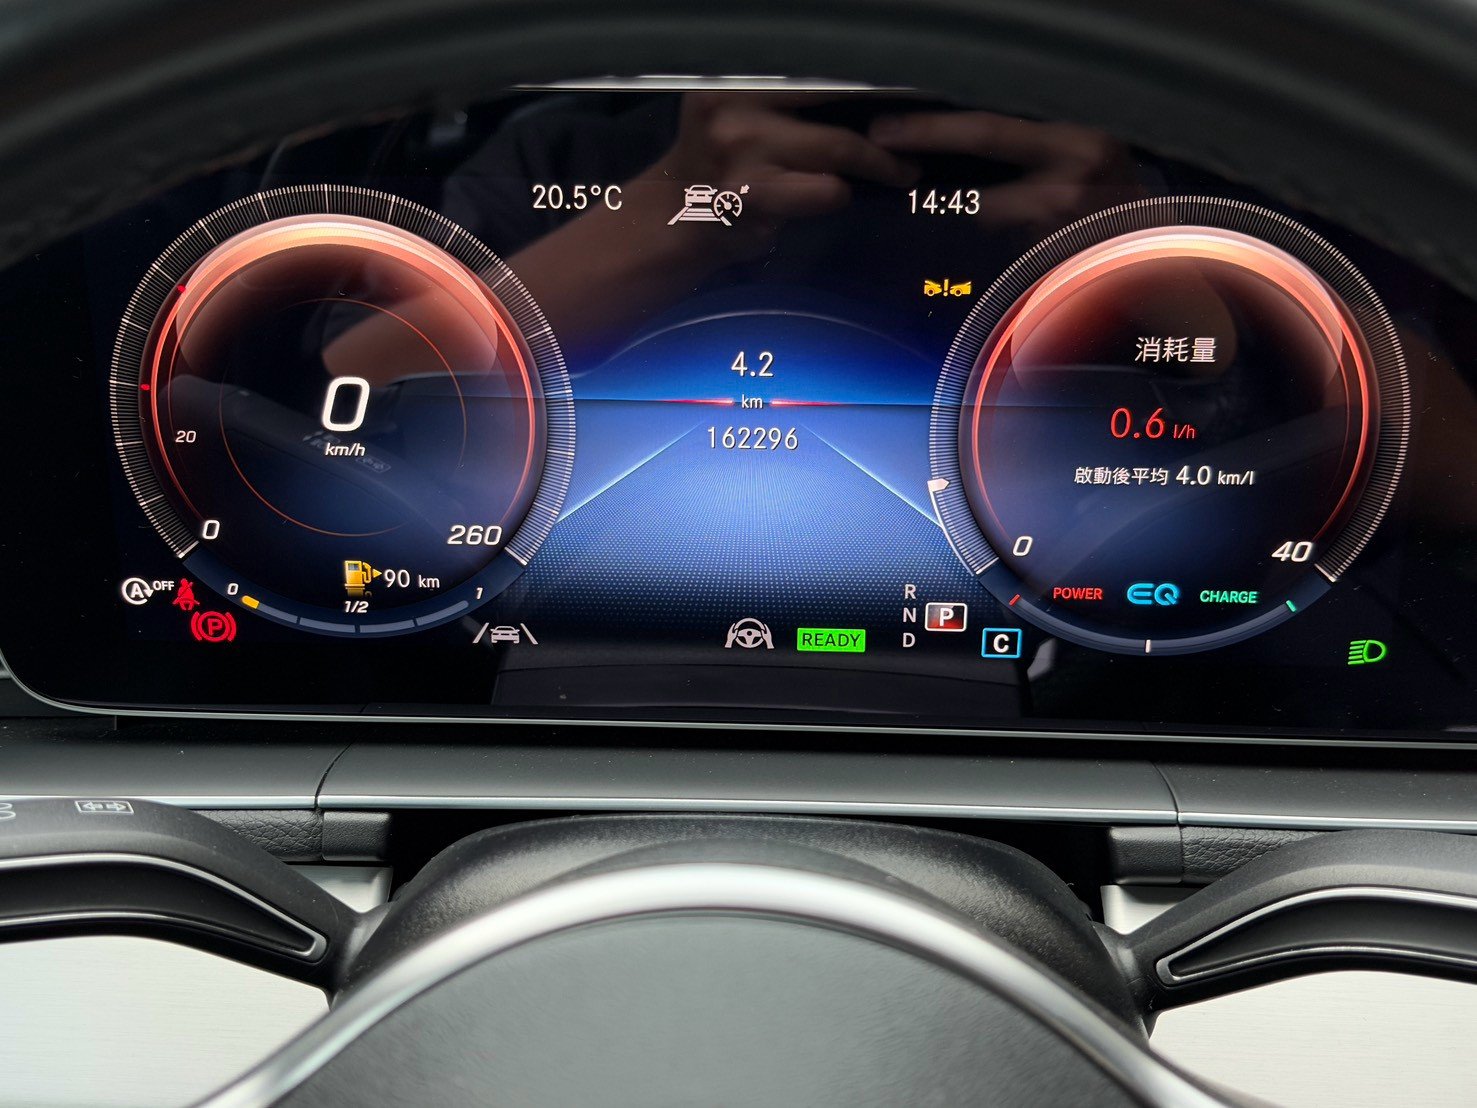 20.5°C
14:43
4.2
km
162296
0
km/h
20
0
260
消耗量
0.6 l/h
啟動後平均 4.0 km/l
0
40
A OFF
P
0
90 km
1/2
1
READY
R
N P
D
C
POWER EQ CHARGE